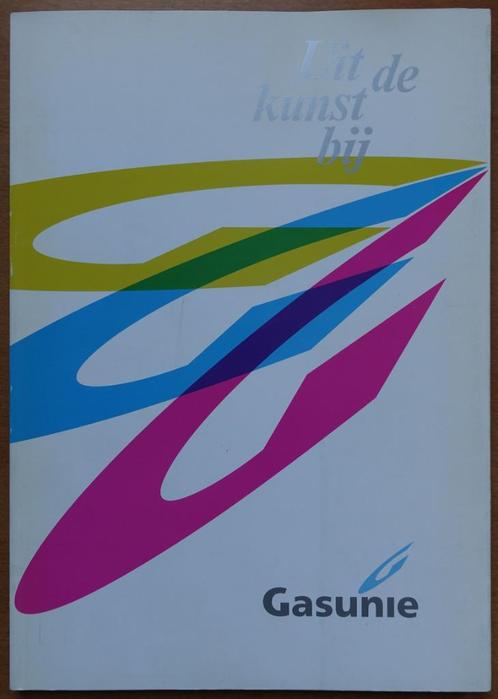 Uit de
kunst
bij
Gasunie